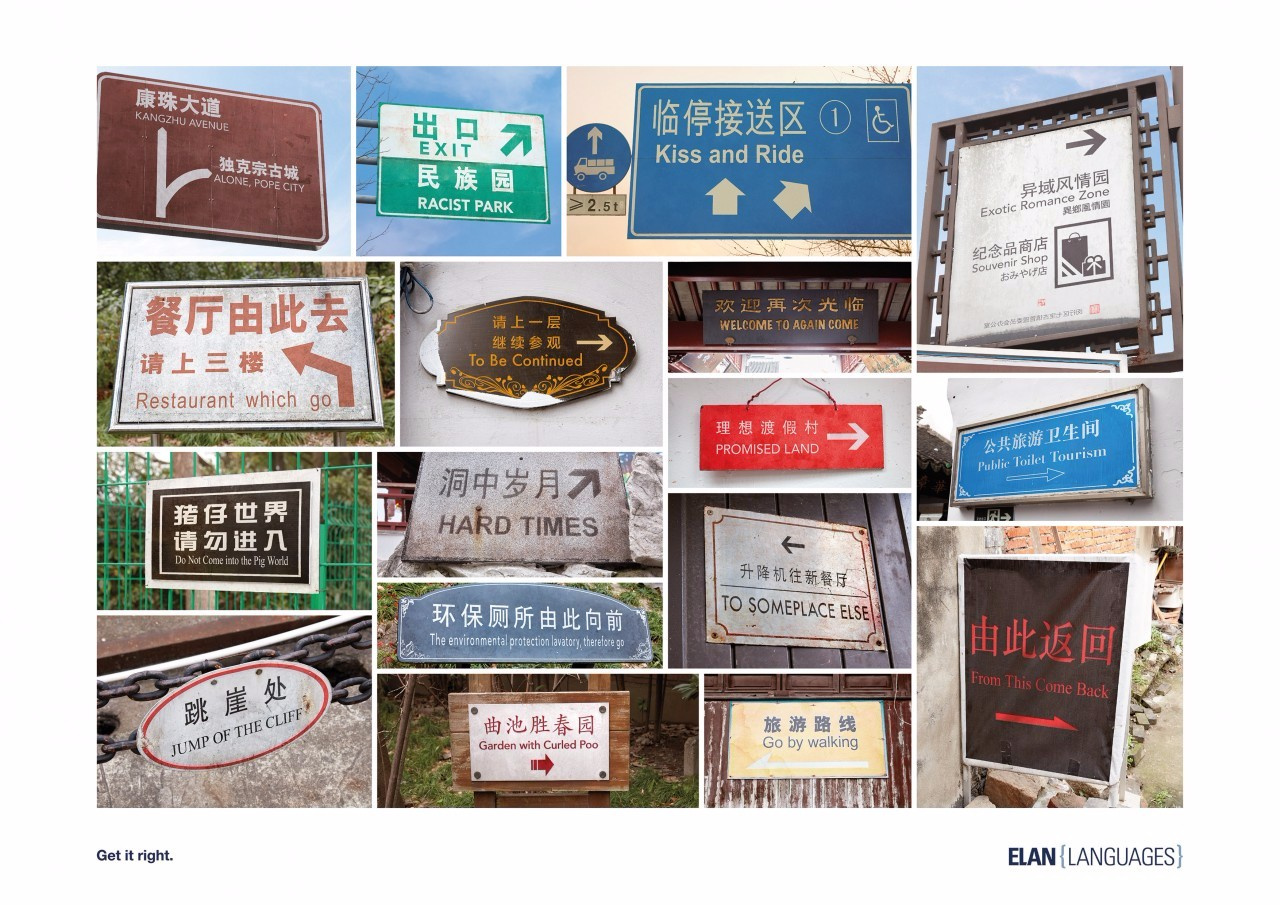 康珠大道
KANGZHU AVENUE
独克宗古城
ALONE, POPE CITY
出口
EXIT
民族园
RACIST PARK
≥2.5t
临停接送区 1
Kiss and Ride
异域风情园
Exotic Romance Zone
異鄉風情園
纪念品商店
Souvenir Shop
おみやげ店
餐厅由此去
请上三楼
Restaurant which go
请上一层
继续参观
To Be Continued
欢迎再次光临
WELCOME TO AGAIN COME
理想渡假村
PROMISED LAND
公共旅游卫生间
Public Toilet Tourism
猪仔世界
请勿进入
Do Not Come into the Pig World
洞中岁月
HARD TIMES
升降机往新餐厅
TO SOMEPLACE ELSE
由此返回
From This Come Back
环保厕所由此向前
The environmental protection lavatory, therefore go
跳崖处
JUMP OF THE CLIFF
曲池胜春园
Garden with Curled Poo
旅游路线
Go by walking
Get it right.
ELAN {LANGUAGES}